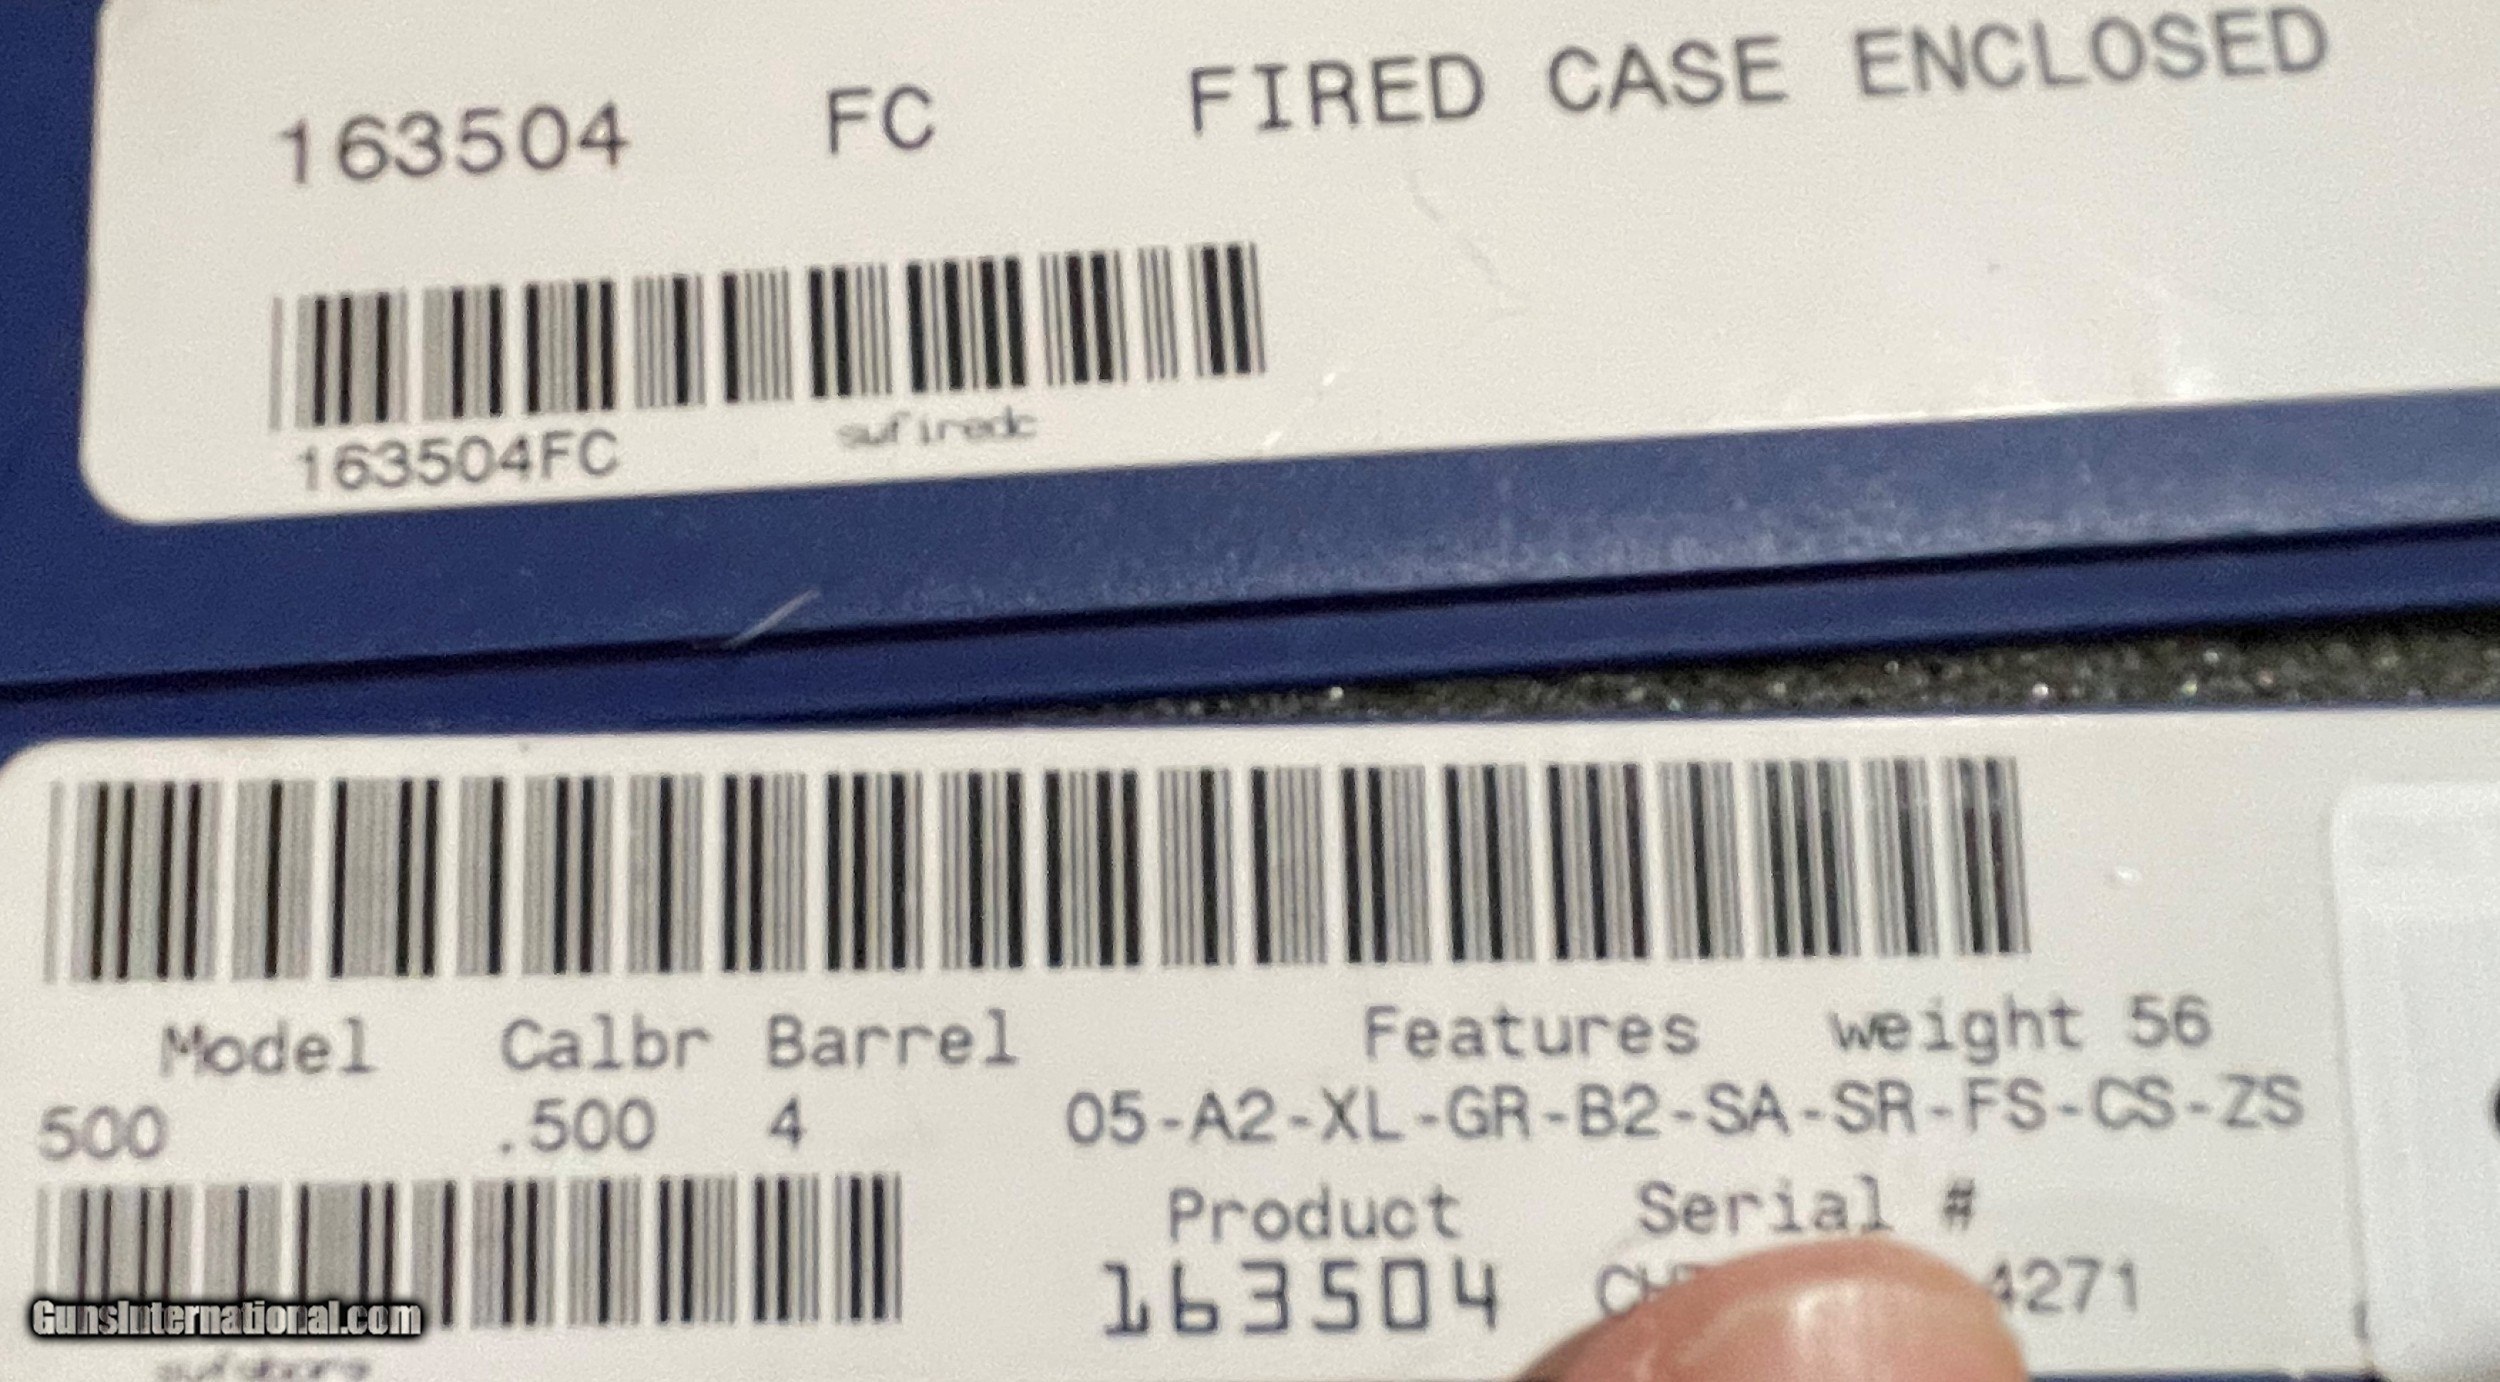 163504 FC FIRED CASE ENCLOSED
163504FC swfiredc
Model Calbr Barrel Features weight 56
500 .500 4 05-A2-XL-GR-B2-SA-SR-FS-CS-ZS
Product Serial #
163504 4271
GunsInternational.com